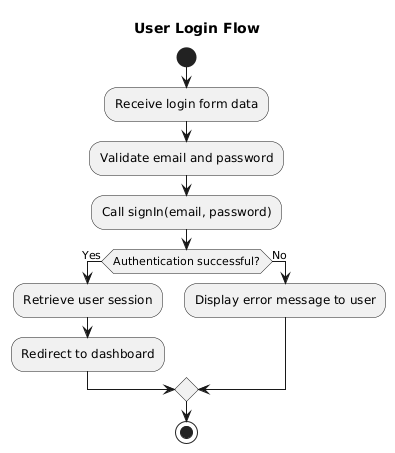 User Login Flow
Receive login form data
Validate email and password
Call signIn(email, password)
Authentication successful?
Yes
No
Retrieve user session
Display error message to user
Redirect to dashboard